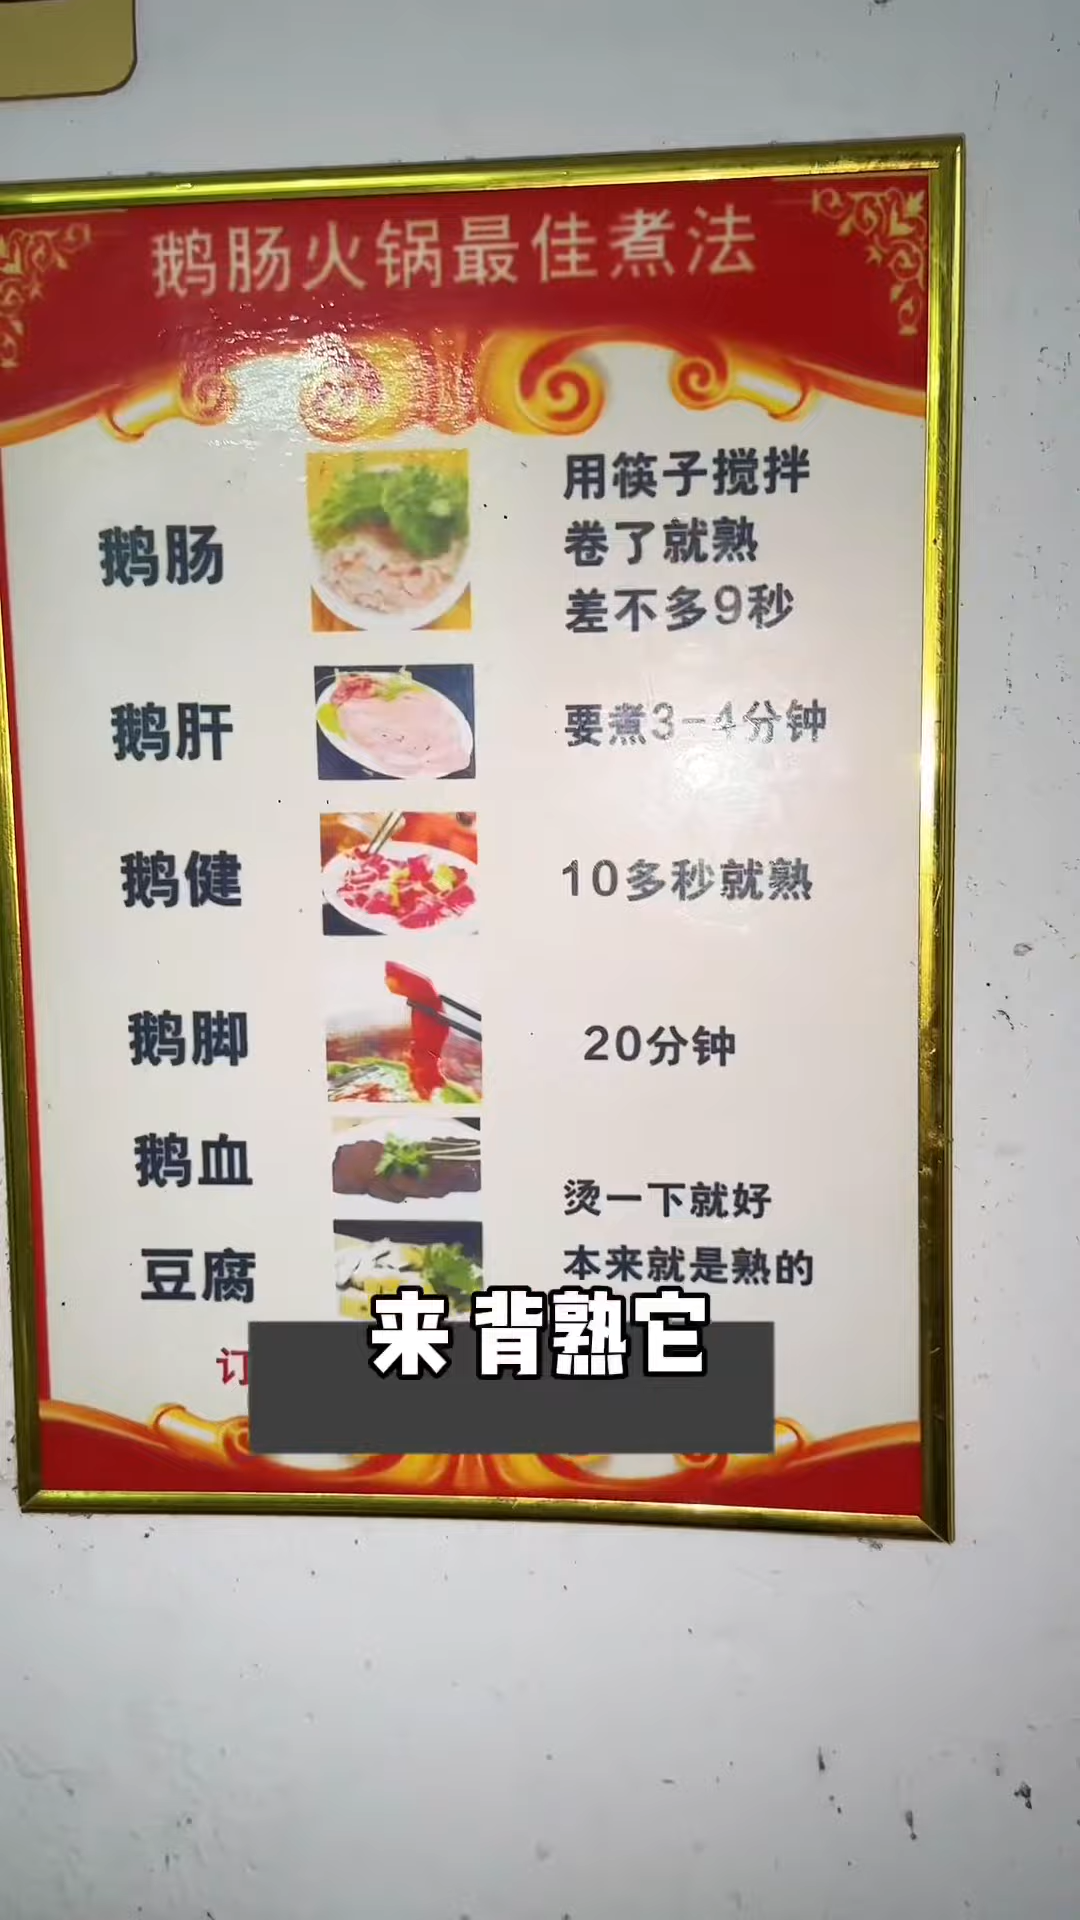 鹅肠火锅最佳煮法
鹅肠
用筷子搅拌
卷了就熟
差不多9秒
鹅肝
要煮3-4分钟
鹅健
10多秒就熟
鹅脚
20分钟
鹅血
烫一下就好
豆腐
本来就是熟的
来 背熟它
订